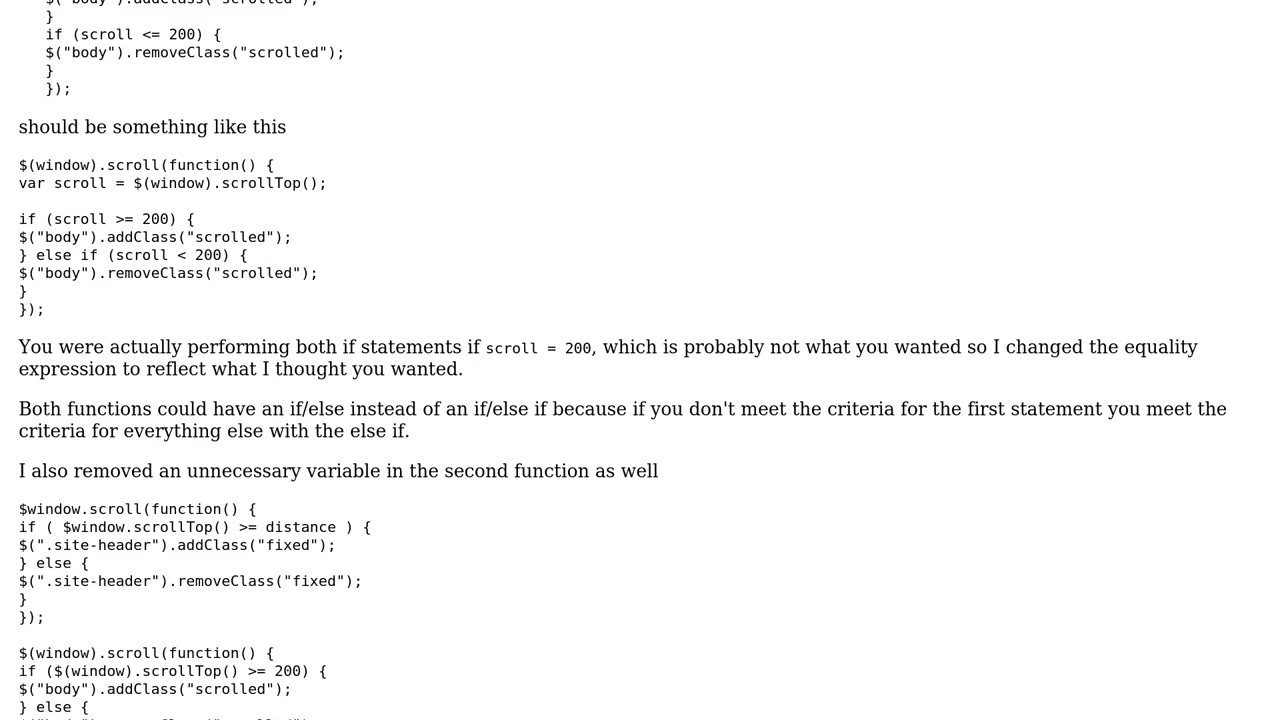 $("body").addClass("scrolled");
}
if (scroll <= 200) {
$("body").removeClass("scrolled");
}
});
should be something like this
$(window).scroll(function() {
var scroll = $(window).scrollTop();
if (scroll >= 200) {
$("body").addClass("scrolled");
} else if (scroll < 200) {
$("body").removeClass("scrolled");
}
});
You were actually performing both if statements if scroll = 200, which is probably not what you wanted so I changed the equality
expression to reflect what I thought you wanted.
Both functions could have an if/else instead of an if/else if because if you don't meet the criteria for the first statement you meet the
criteria for everything else with the else if.
I also removed an unnecessary variable in the second function as well
$window.scroll(function() {
if ( $window.scrollTop() >= distance ) {
$(".site-header").addClass("fixed");
} else {
$(".site-header").removeClass("fixed");
}
});
$(window).scroll(function() {
if ($(window).scrollTop() >= 200) {
$("body").addClass("scrolled");
} else {